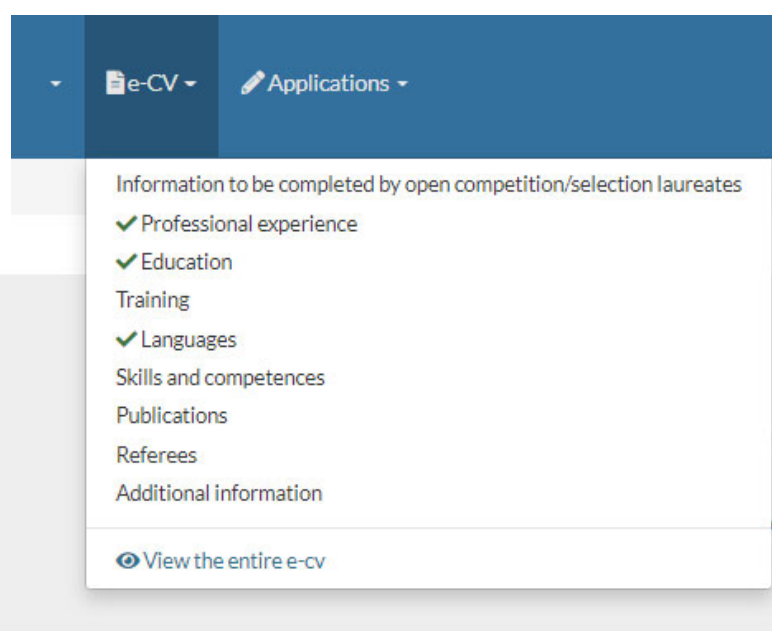 e-CV Applications
Information to be completed by open competition/selection laureates
Professional experience
Education
Training
Languages
Skills and competences
Publications
Referees
Additional information
View the entire e-cv